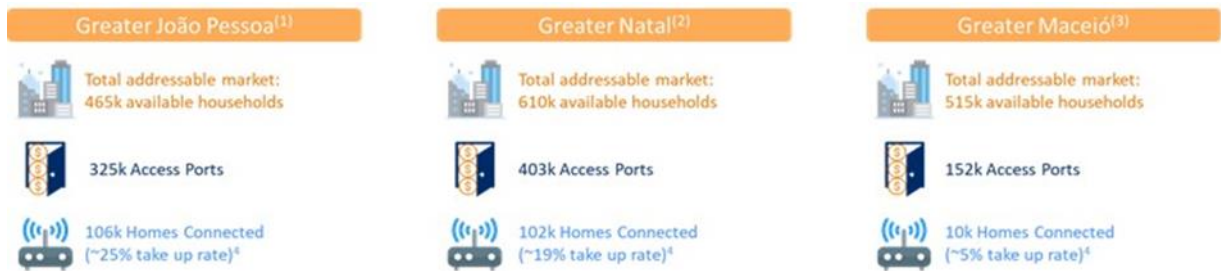 Greater João Pessoa(1)
Total addressable market:
465k available households
325k Access Ports
106k Homes Connected
(~25% take up rate)⁴
Greater Natal(2)
Total addressable market:
610k available households
403k Access Ports
102k Homes Connected
(~19% take up rate)⁴
Greater Maceió(3)
Total addressable market:
515k available households
152k Access Ports
10k Homes Connected
(~5% take up rate)⁴